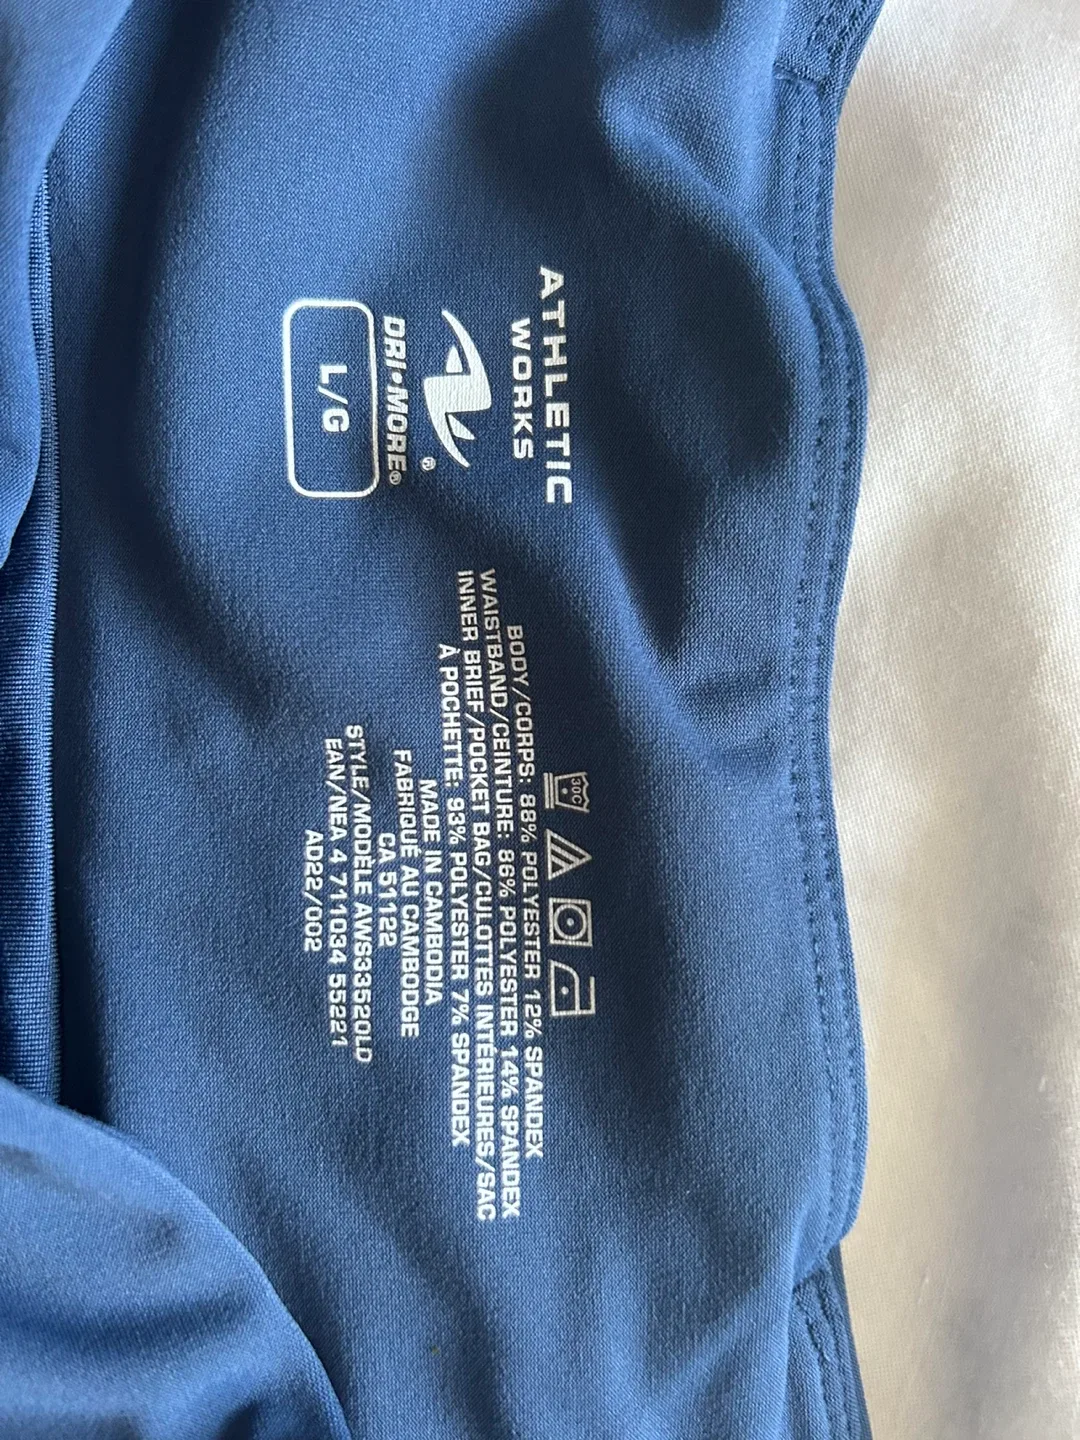 ATHLETIC
WORKS
®
DRI•MORE®
L/G
30C
BODY/CORPS: 88% POLYESTER 12% SPANDEX
WAISTBAND/CEINTURE: 86% POLYESTER 14% SPANDEX
INNER BRIEF/POCKET BAG/CULOTTES INTÉRIEURES/SAC
À POCHETTE: 93% POLYESTER 7% SPANDEX
MADE IN CAMBODIA
FABRIQUÉ AU CAMBODGE
CA 51122
STYLE/MODÈLE AWS33520LD
EAN/NEA 4 711034 55221
AD22/002